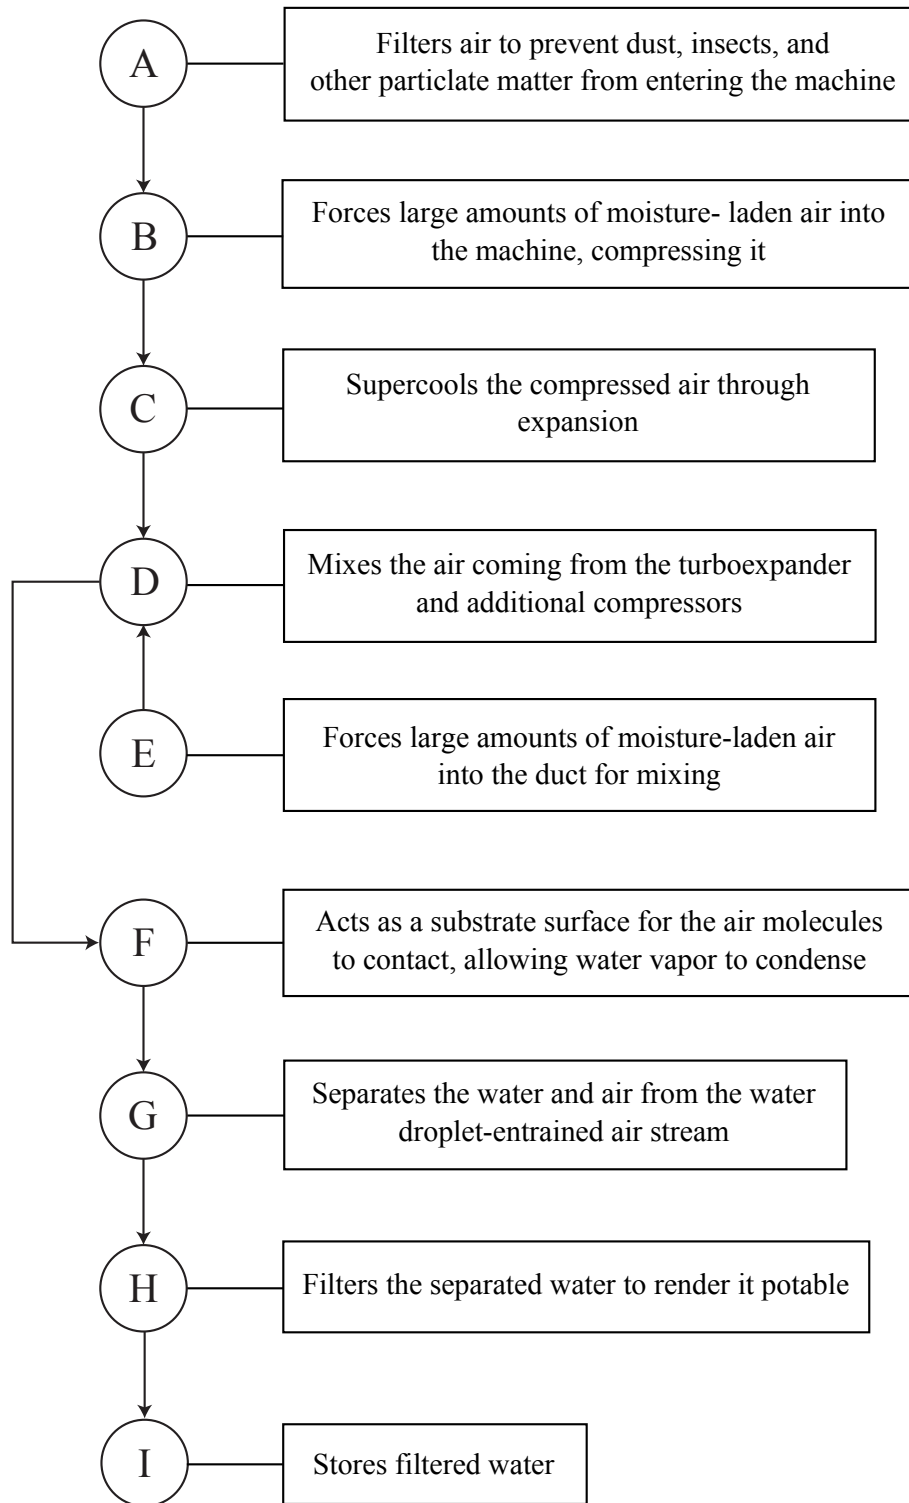 A
Filters air to prevent dust, insects, and
other particlate matter from entering the machine
B
Forces large amounts of moisture- laden air into
the machine, compressing it
C
Supercools the compressed air through
expansion
D
Mixes the air coming from the turboexpander
and additional compressors
E
Forces large amounts of moisture-laden air
into the duct for mixing
F
Acts as a substrate surface for the air molecules
to contact, allowing water vapor to condense
G
Separates the water and air from the water
droplet-entrained air stream
H
Filters the separated water to render it potable
I
Stores filtered water